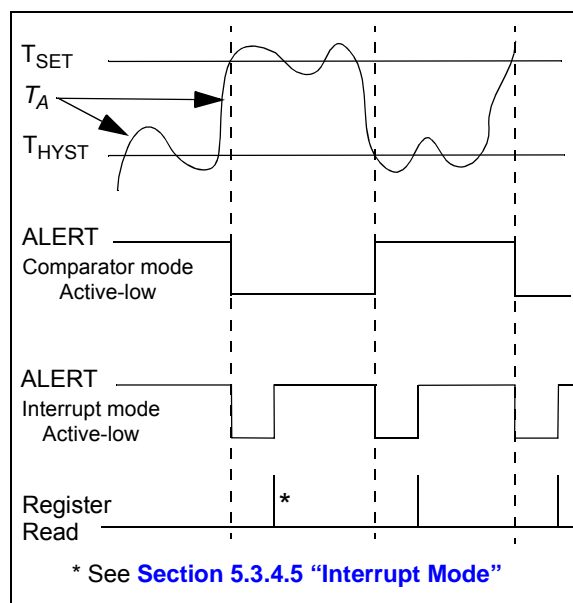 TSET
TA
THYST
ALERT
Comparator mode
Active-low
ALERT
Interrupt mode
Active-low
*
Register
Read
* See Section 5.3.4.5 “Interrupt Mode”